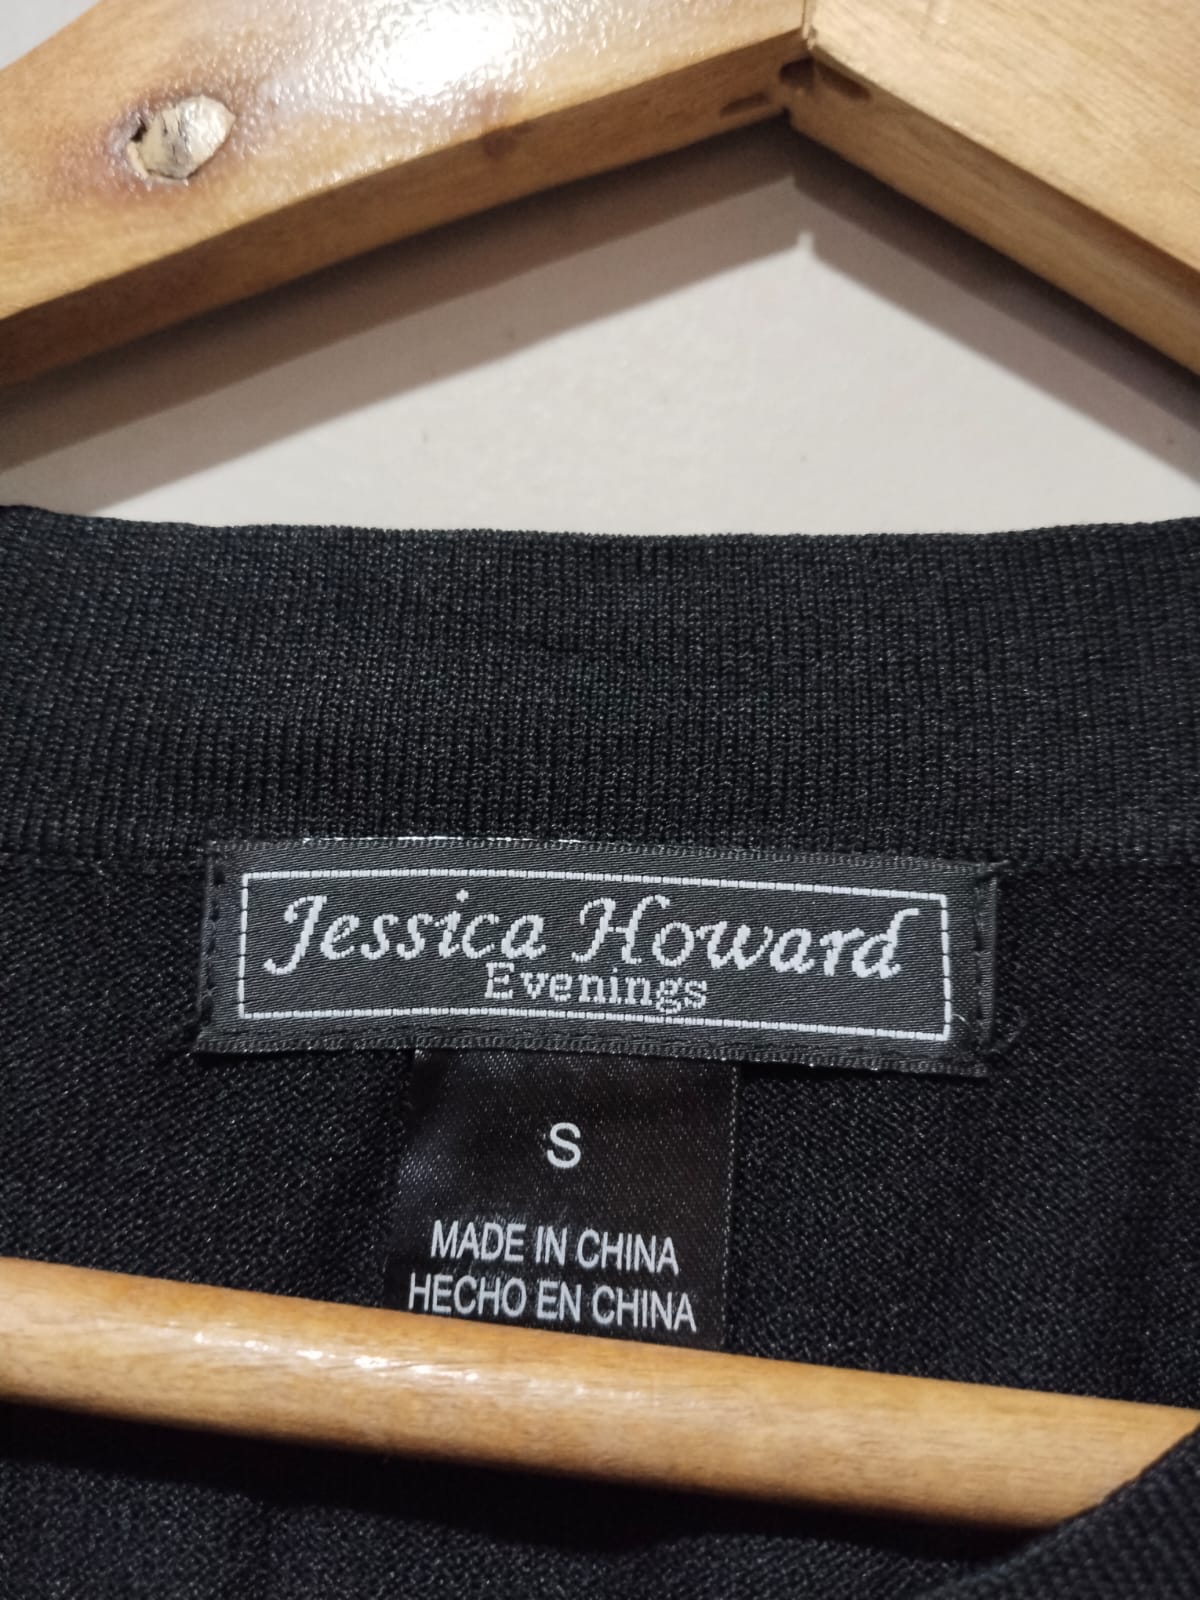 Jessica Howard
Evenings
S
MADE IN CHINA
HECHO EN CHINA